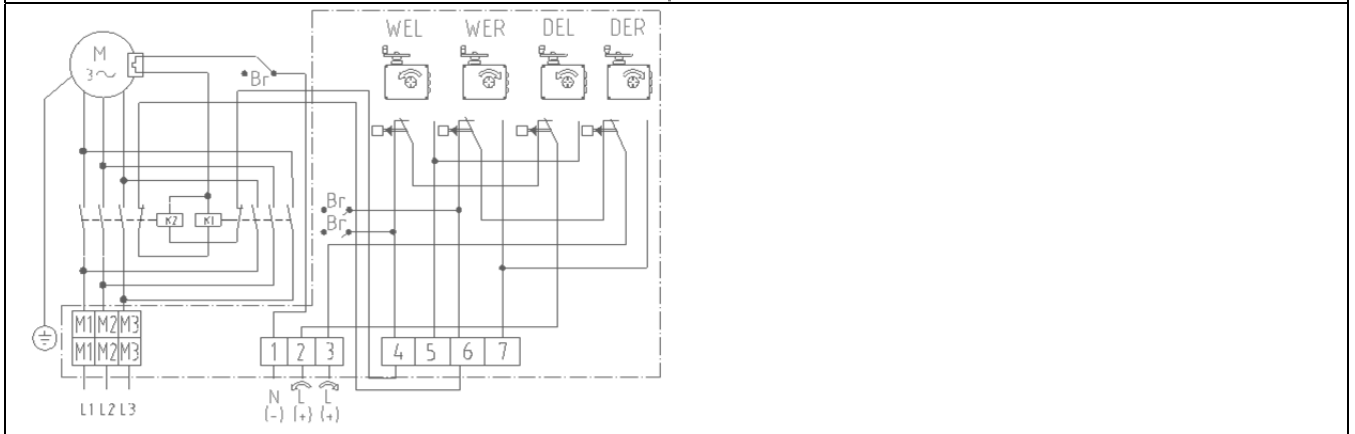 WEL WER DEL DER
M
3~
Br
Br
Br
K2 K1
M1 M2 M3
M1 M2 M3
1 2 3 4 5 6 7
N L L
(-) (+) (+)
L1 L2 L3